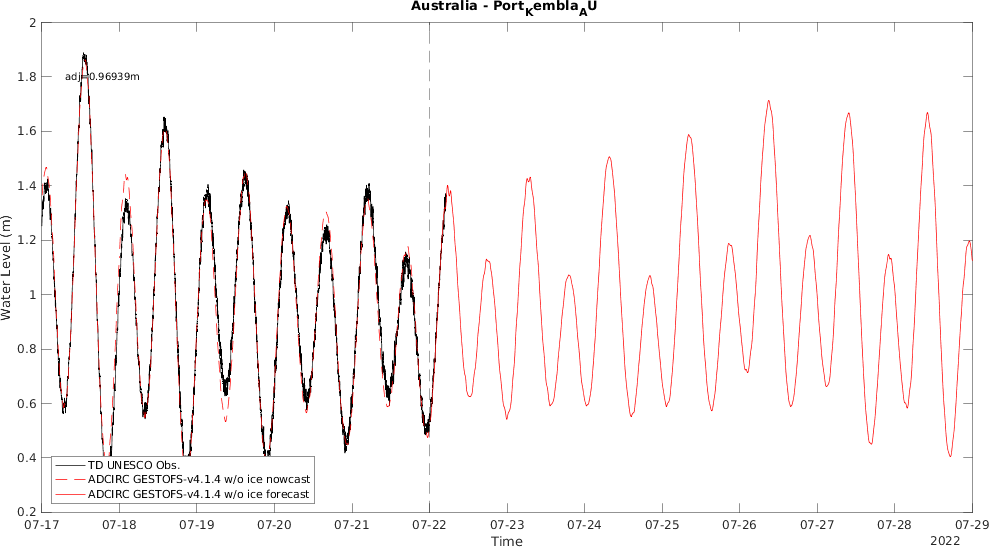 Australia - PortKemblaAU
2
1.8
1.6
1.4
1.2
1
0.8
0.6
0.4
0.2
Water Level (m)
adj=0.96939m
TD UNESCO Obs.
ADCIRC GESTOFS-v4.1.4 w/o ice nowcast
ADCIRC GESTOFS-v4.1.4 w/o ice forecast
07-17 07-18 07-19 07-20 07-21 07-22 07-23 07-24 07-25 07-26 07-27 07-28 07-29
Time
2022